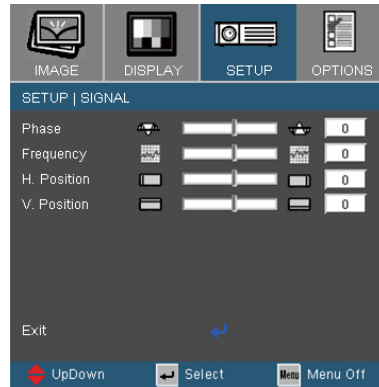 IMAGE DISPLAY SETUP OPTIONS
SETUP | SIGNAL
Phase 0
Frequency 0
H. Position 0
V. Position 0
Exit
UpDown Select Menu Menu Off